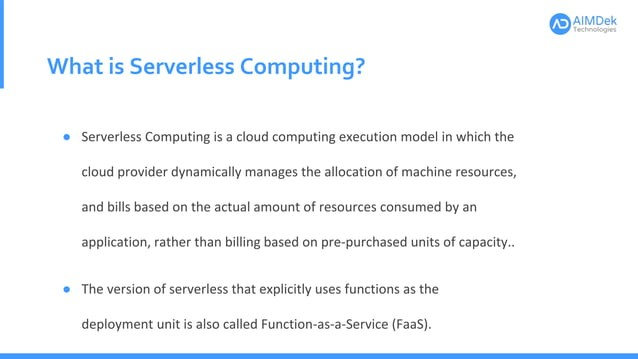 AIMDek
Technologies
What is Serverless Computing?
● Serverless Computing is a cloud computing execution model in which the
cloud provider dynamically manages the allocation of machine resources,
and bills based on the actual amount of resources consumed by an
application, rather than billing based on pre-purchased units of capacity..
● The version of serverless that explicitly uses functions as the
deployment unit is also called Function-as-a-Service (FaaS).